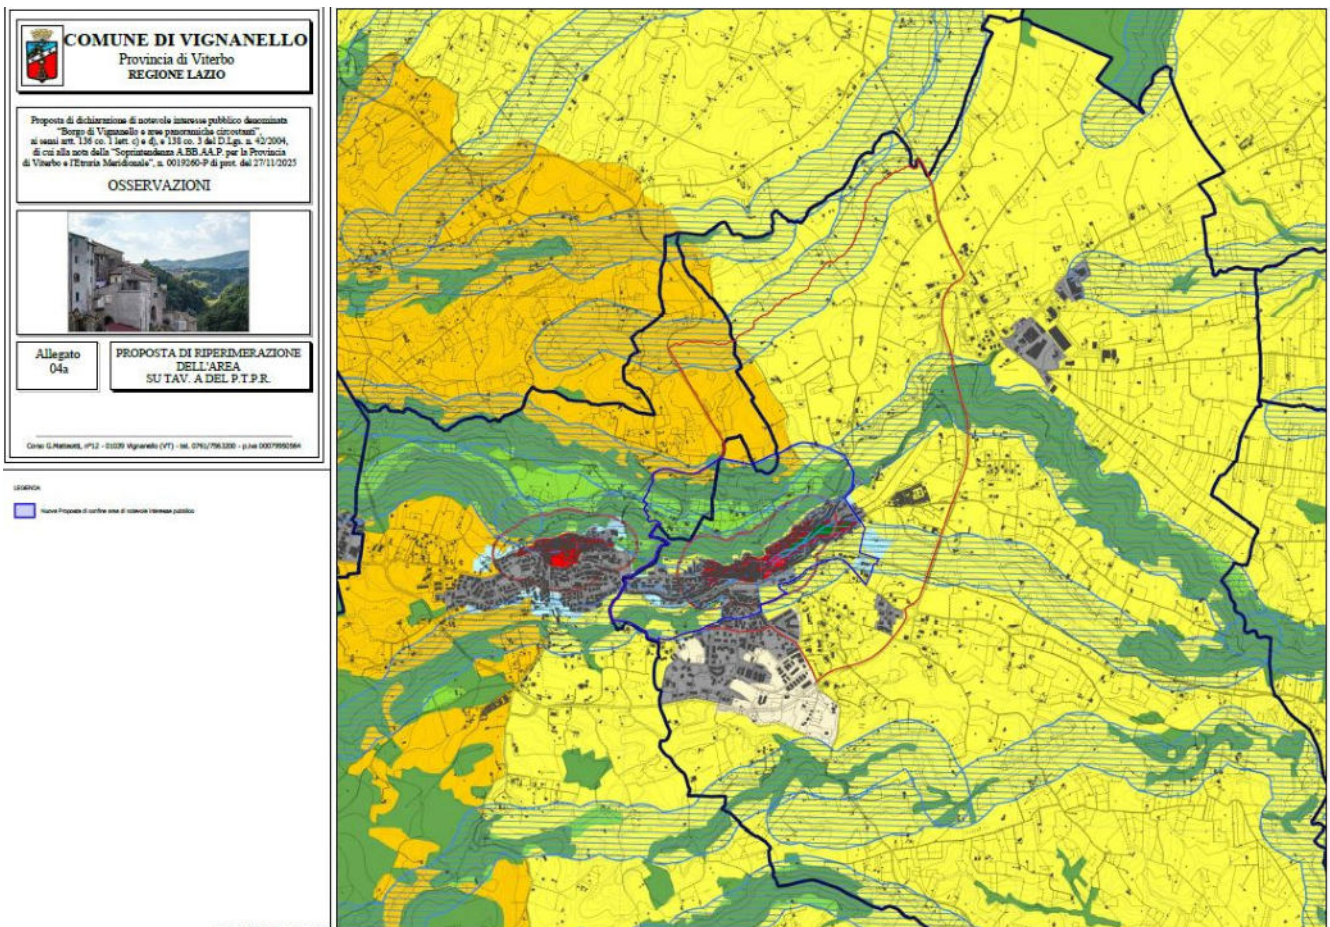 COMUNE DI VIGNANELLO
Provincia di Viterbo
REGIONE LAZIO
Proposta di dichiarazione di notevole interesse pubblico denominata
"Borgo di Vignanello e aree panoramiche circostanti",
ai sensi artt. 136 co. 1 lett. c) e d), e 138 co. 3 del D.Lgs. n. 42/2004,
di cui alla nota della "Soprintendenza A.BB.AA.P. per la Provincia
di Viterbo e l'Etruria Meridionale", n. 0019260-P di prot. del 27/11/2025
OSSERVAZIONI
Allegato
04a
PROPOSTA DI RIPERIMERAZIONE
DELL'AREA
SU TAV. A DEL P.T.P.R.
Corso G.Matteotti, n°12 - 01039 Vignanello (VT) - tel. 0761/7563200 - p.iva 00079950564
LEGENDA
Nuova Proposta di confine area di notevole interesse pubblico